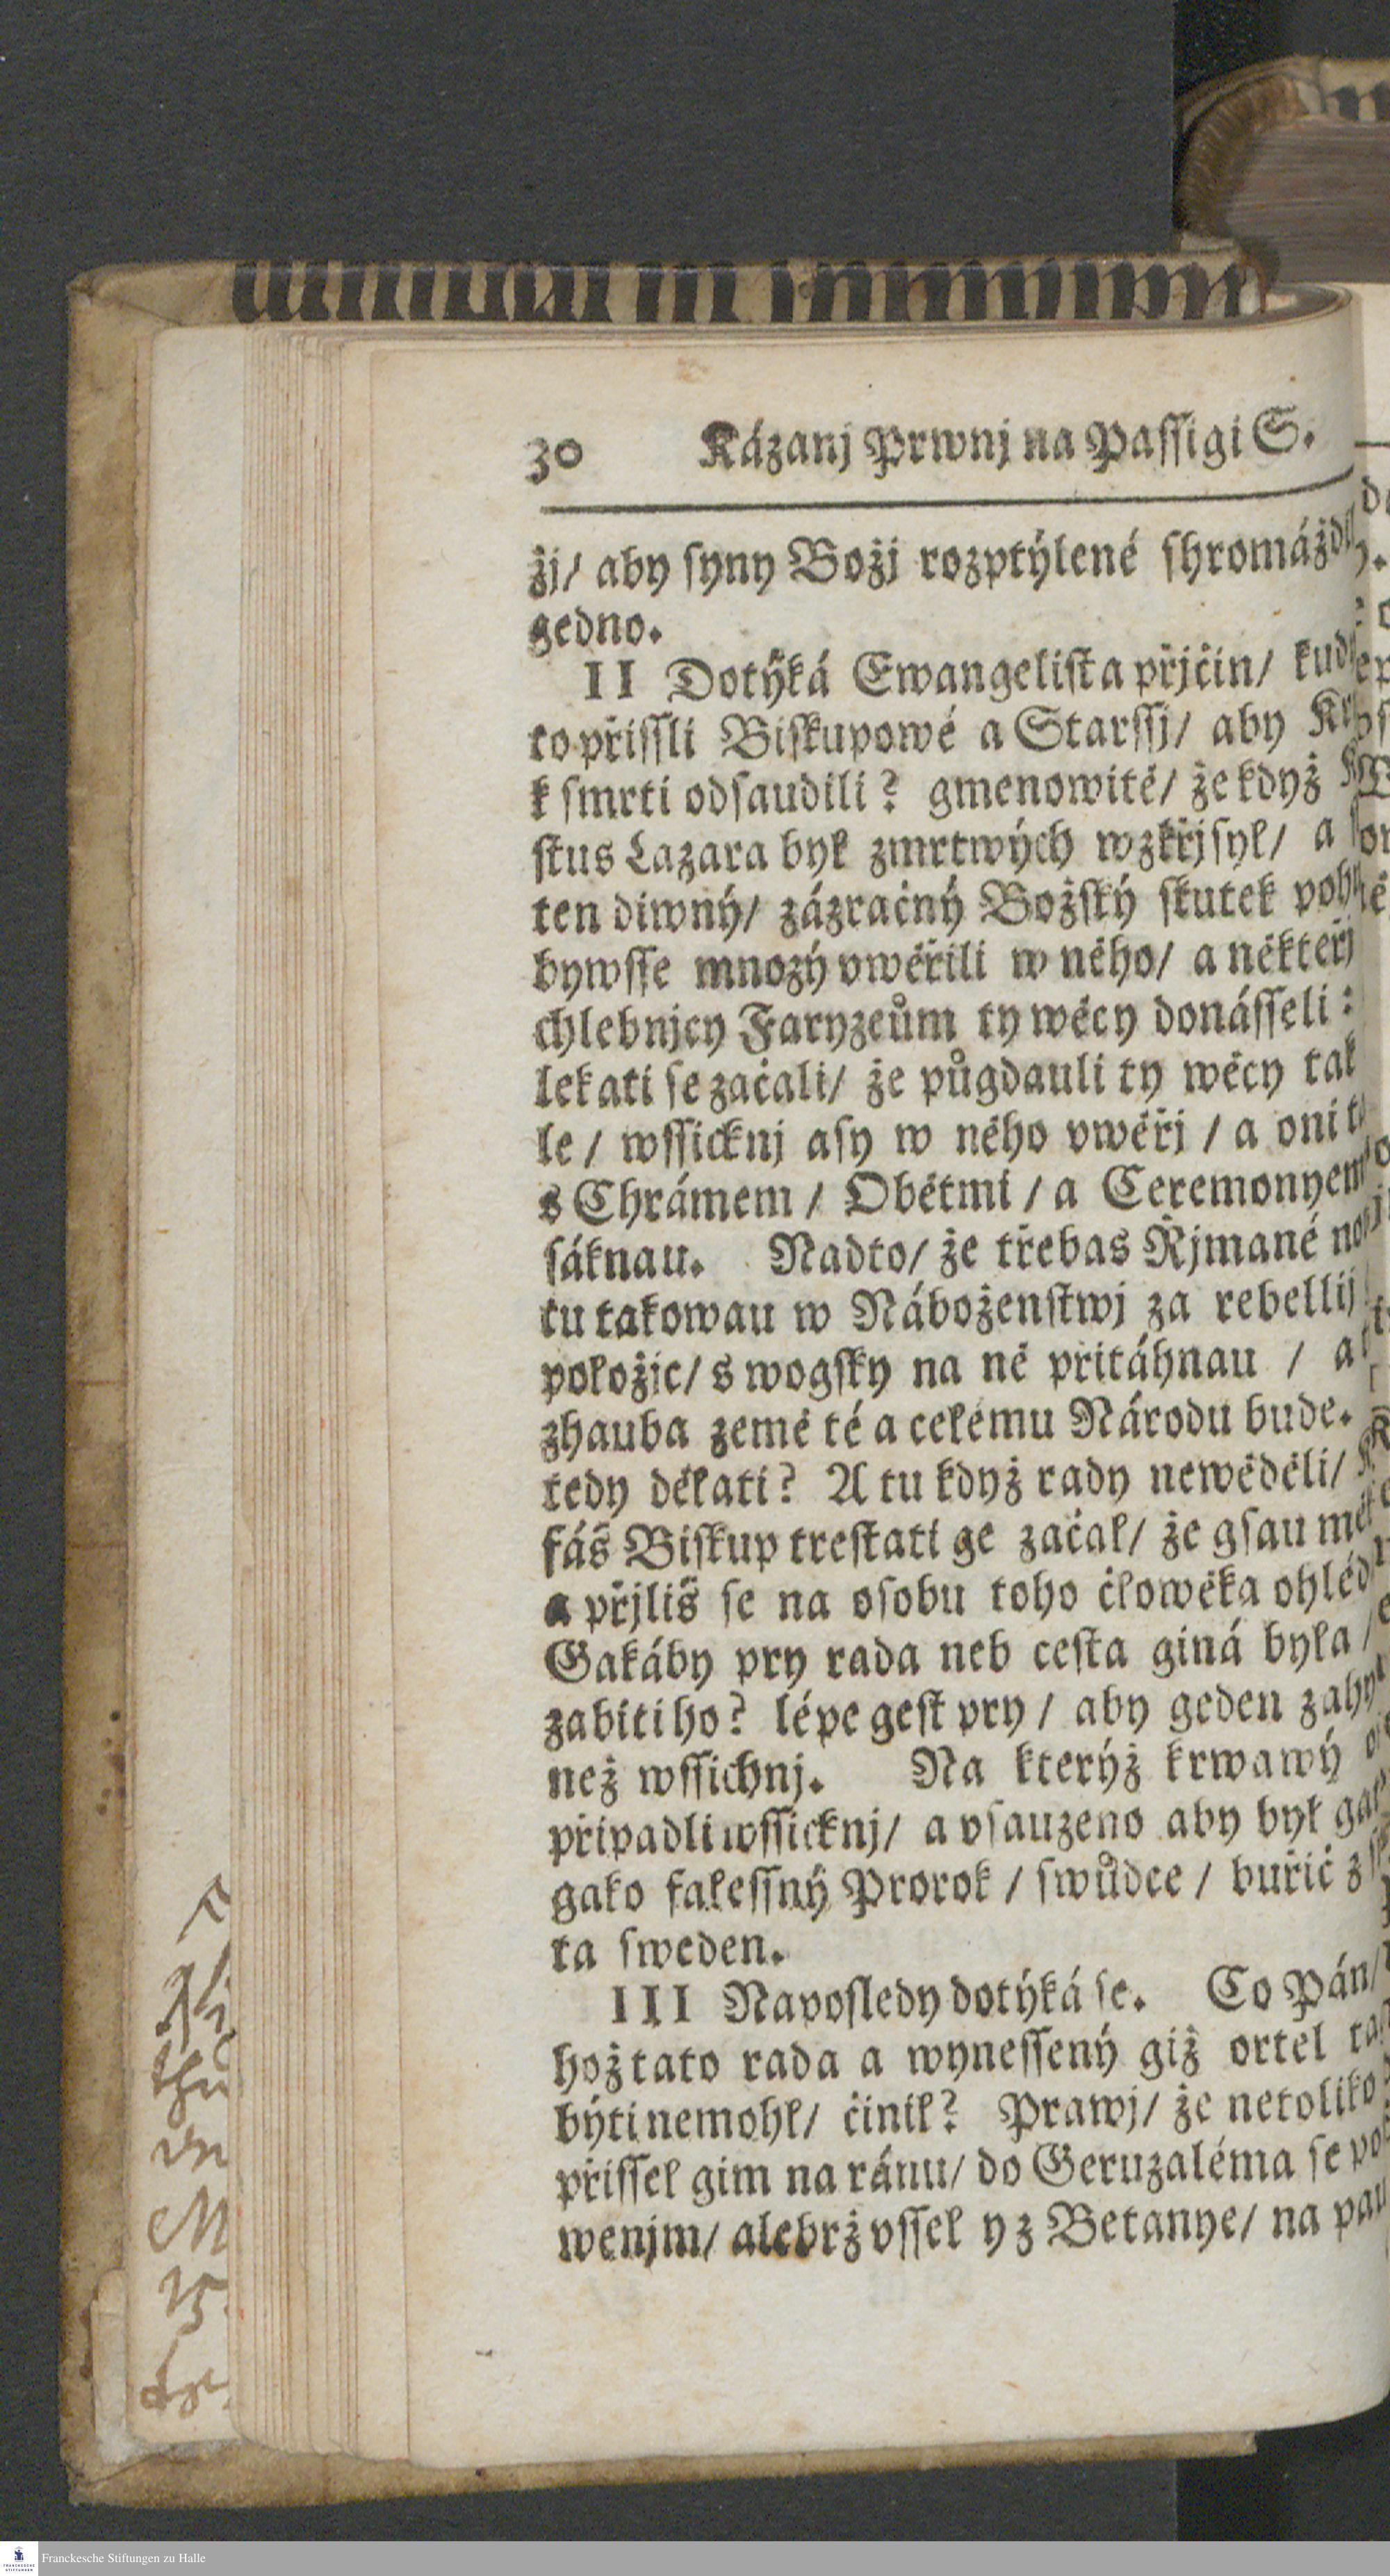 30 Kázanj Prwnj na Paſſigi S.
žj/ aby ſyny Božj rozptýlené ſhromáždil
gedno.
II Dotýká Ewangeliſta přjčin/
to přiſſli Biſkupowé a Starſſj/ aby
k ſmrti odſaudili? gmenowitě/ že když
ſtus Lazara byl zmrtwých wzkřjſyl/ a
ten diwný/ zázračný Božſký ſkutek
bywſſe mnozý vwěřili w něho/ a někteřj
chlebnjcy Faryzeům ty wěcy donáſſeli:
lekati ſe začali/ že půgdauli ty wěcy tak
le/ wſſicknj aſy w něho vwěřj/ a oni
s Chrámem/ Obětmi/ a
ſáknau. Nadto/ že třebas Řjmané
tu takowau w Náboženſtwj za rebellij
položjc/ s wogſky na ně přitáhnau/
zhauba země té a celému Národu bude.
tedy dělati? A tu když rady newěděli/
fáš Biſkup treſtati ge začal/ že gſau
a přjliš ſe na oſobu toho člowěka
Gakáby pry rada neb ceſta giná byla/
zabiti ho? lépe geſt pry/ aby geden
než wſſichnj. Na kterýž krwawý
připadli wſſicknj/ a vſauzeno aby byl
gako faleſſný Prorok/ ſwůdce/ buřič z
ta ſweden.
III Napoſledy dotýká ſe. Co Pán/
hož tato rada a wyneſſený giž ortel
býti nemohl/ činil? Prawj/ že netoliko
přiſſel gim na ránu/ do Geruzaléma ſe
wenjm/ alebrž vſſel y z Betanye/ na
Franckesche Stiftungen zu Halle